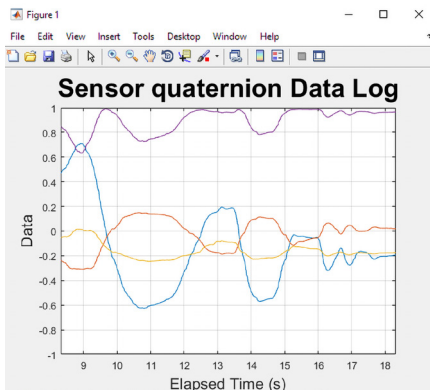 Figure 1
File Edit View Insert Tools Desktop Window Help
Sensor quaternion Data Log
1
0.8
0.6
0.4
0.2
0
-0.2
-0.4
-0.6
-0.8
-1
Data
9 10 11 12 13 14 15 16 17 18
Elapsed Time (s)